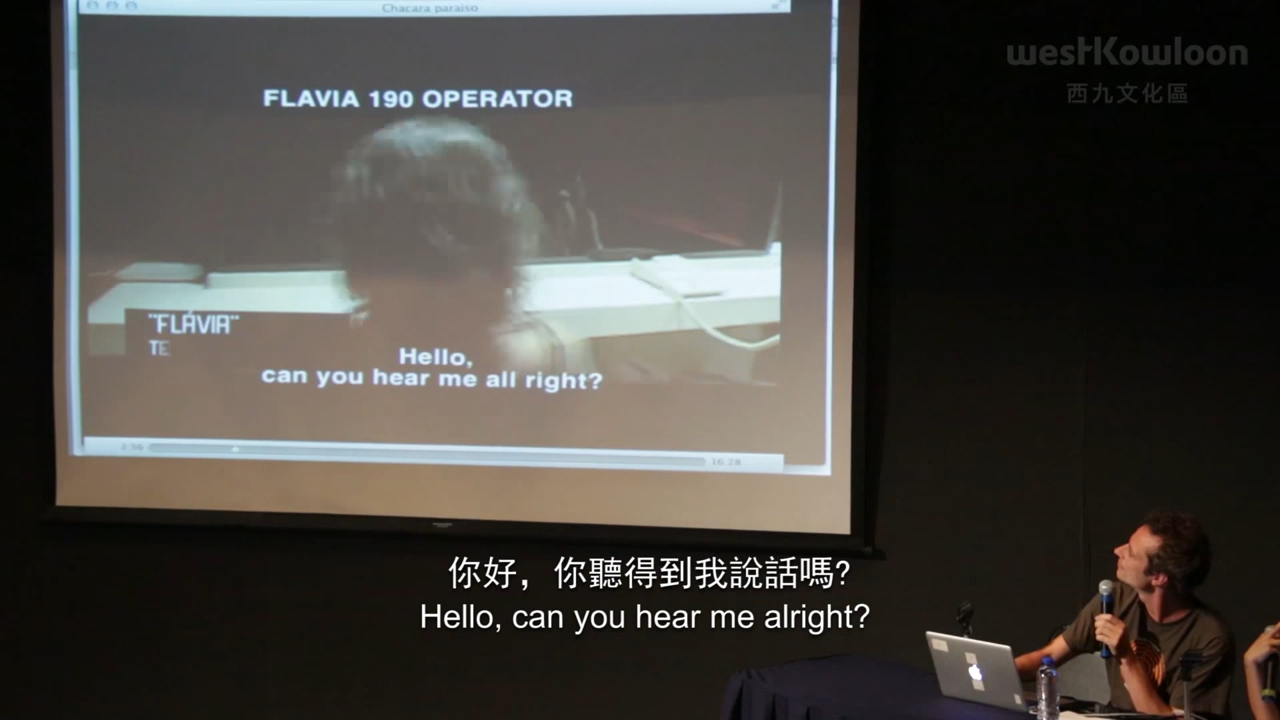 Chacara paraiso
westKowloon
西九文化區
FLAVIA 190 OPERATOR
"FLÁVIA"
TE
Hello,
can you hear me all right?
2:56
16:28
你好，你聽得到我說話嗎?
Hello, can you hear me alright?